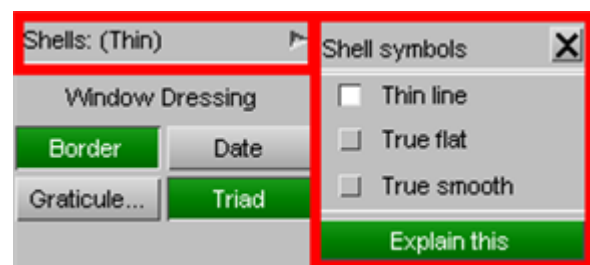 Shells: (Thin)
Window Dressing
Border Date
Graticule... Triad
Shell symbols X
Thin line
True flat
True smooth
Explain this